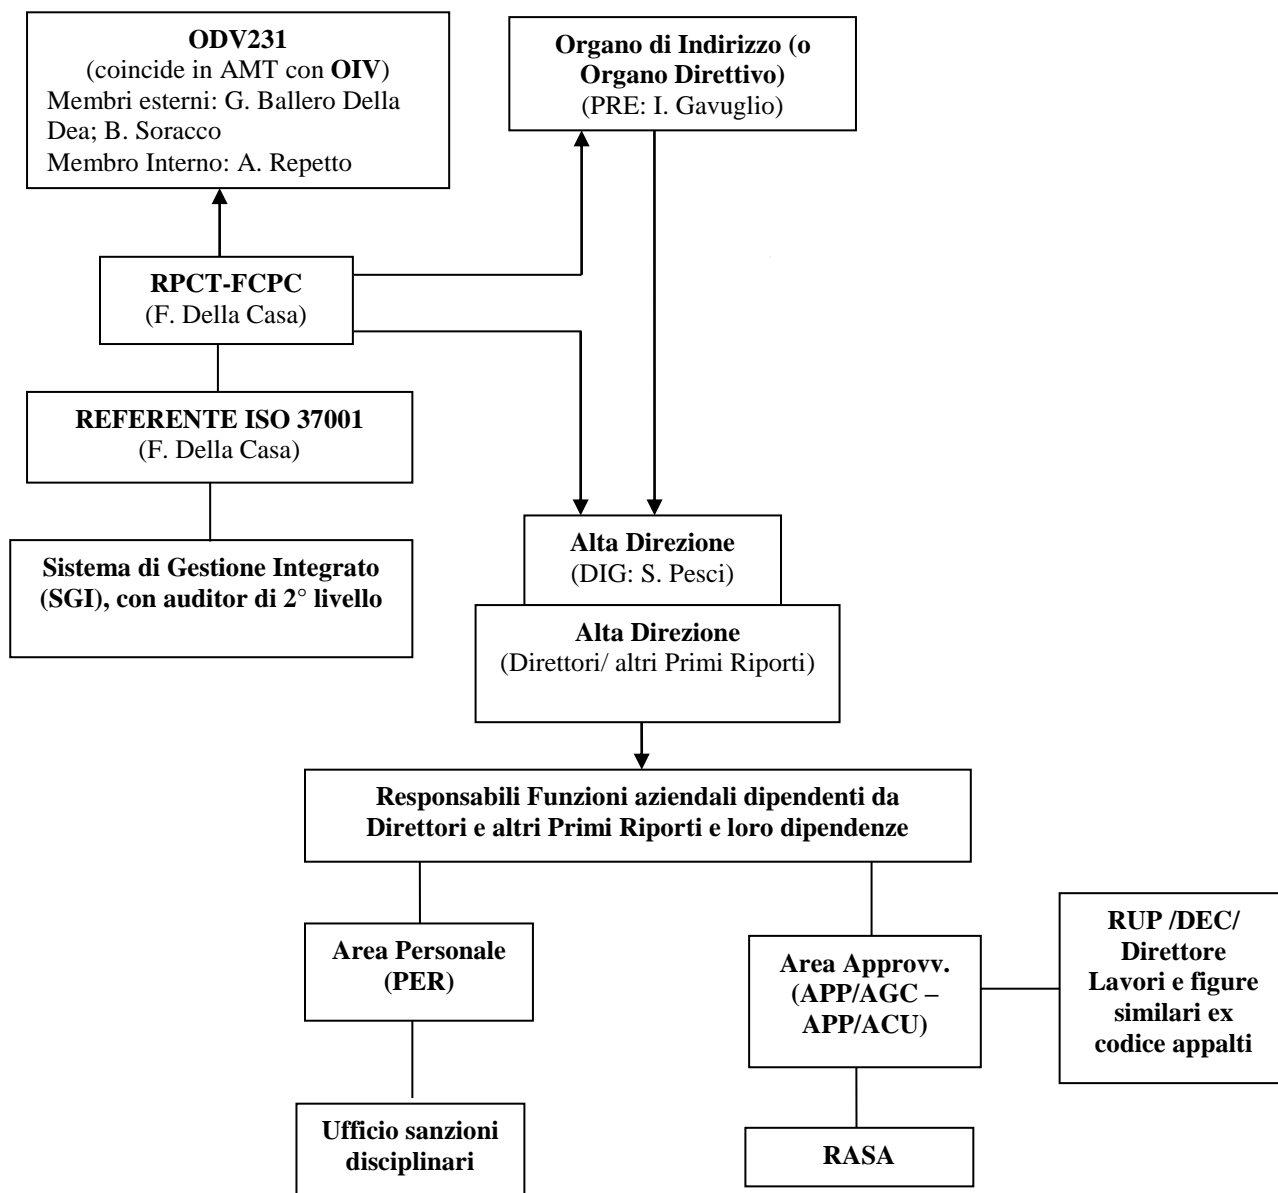 ODV231
(coincide in AMT con OIV)
Membri esterni: G. Ballero Della
Dea; B. Soracco
Membro Interno: A. Repetto
Organo di Indirizzo (o
Organo Direttivo)
(PRE: I. Gavuglio)
RPCT-FCPC
(F. Della Casa)
REFERENTE ISO 37001
(F. Della Casa)
Sistema di Gestione Integrato
(SGI), con auditor di 2° livello
Alta Direzione
(DIG: S. Pesci)
Alta Direzione
(Direttori/ altri Primi Riporti)
Responsabili Funzioni aziendali dipendenti da
Direttori e altri Primi Riporti e loro dipendenze
Area Personale
(PER)
Area Approvv.
(APP/AGC –
APP/ACU)
RUP /DEC/
Direttore
Lavori e figure
similari ex
codice appalti
Ufficio sanzioni
disciplinari
RASA